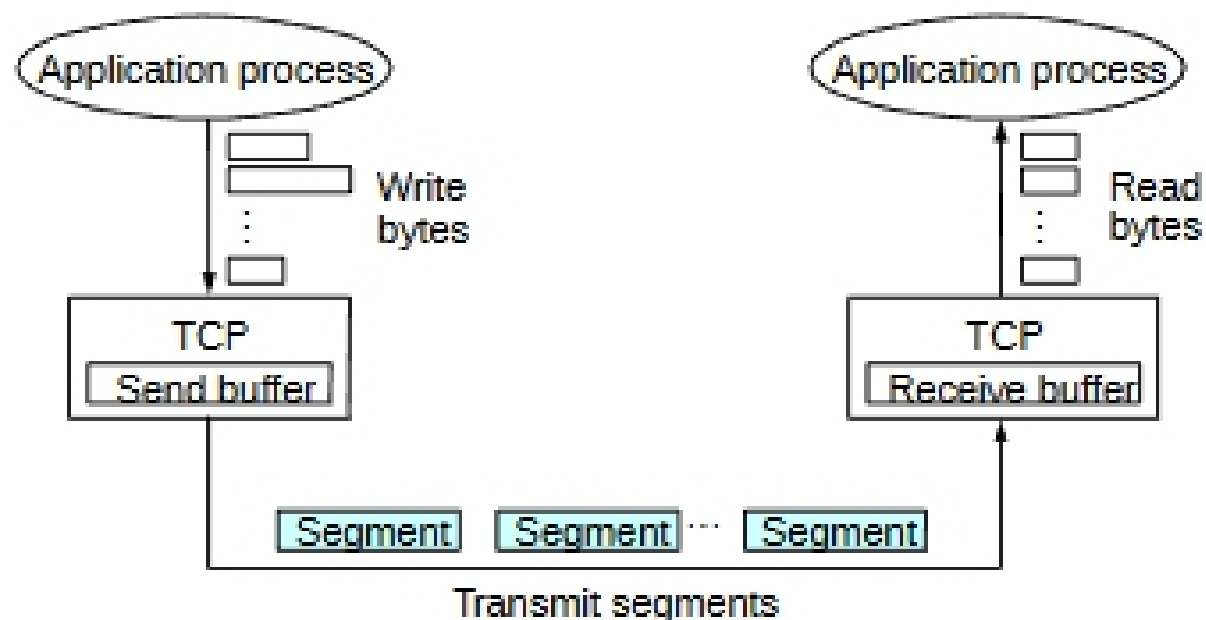 Application process
Application process
Write
bytes
Read
bytes
TCP
Send buffer
TCP
Receive buffer
Segment
Segment
...
Segment
Transmit segments